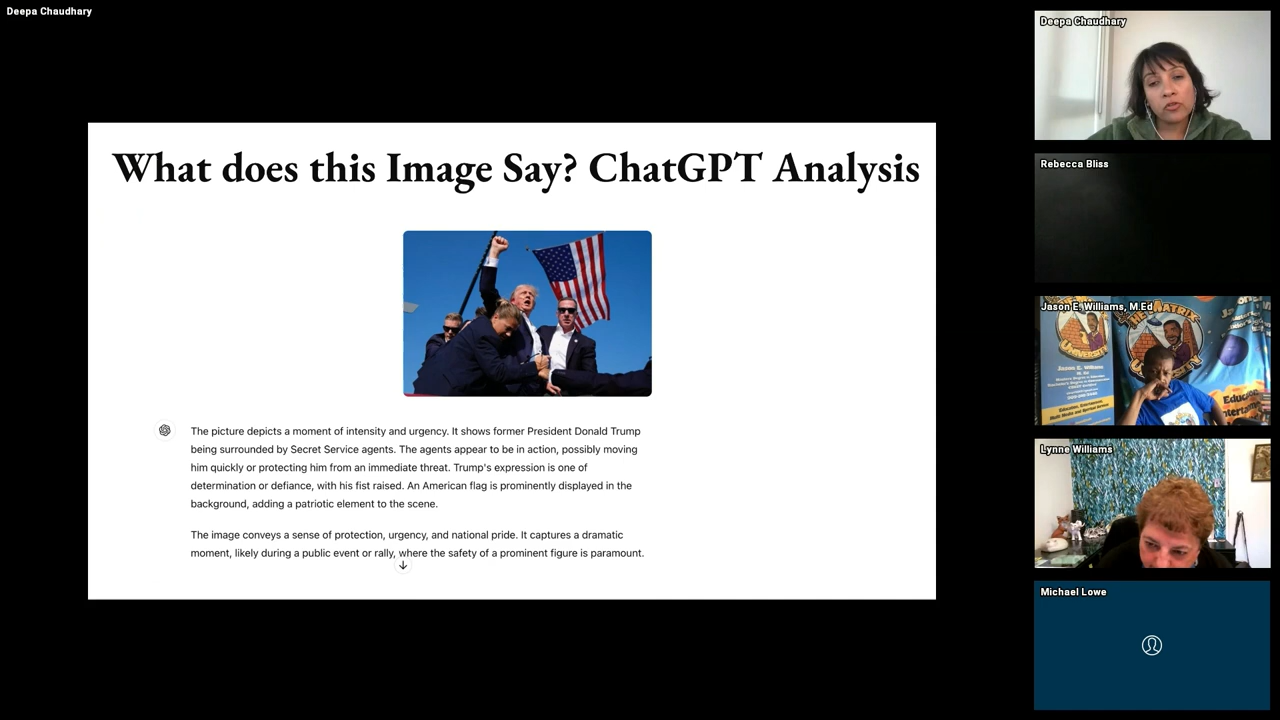 Deepa Chaudhary
What does this Image Say? ChatGPT Analysis
The picture depicts a moment of intensity and urgency. It shows former President Donald Trump
being surrounded by Secret Service agents. The agents appear to be in action, possibly moving
him quickly or protecting him from an immediate threat. Trump's expression is one of
determination or defiance, with his fist raised. An American flag is prominently displayed in the
background, adding a patriotic element to the scene.
The image conveys a sense of protection, urgency, and national pride. It captures a dramatic
moment, likely during a public event or rally, where the safety of a prominent figure is paramount.
Deepa Chaudhary
Rebecca Bliss
Jason E. Williams, M.Ed
UNIVERSITY
Jason E. Williams
Lynne Williams
Michael Lowe